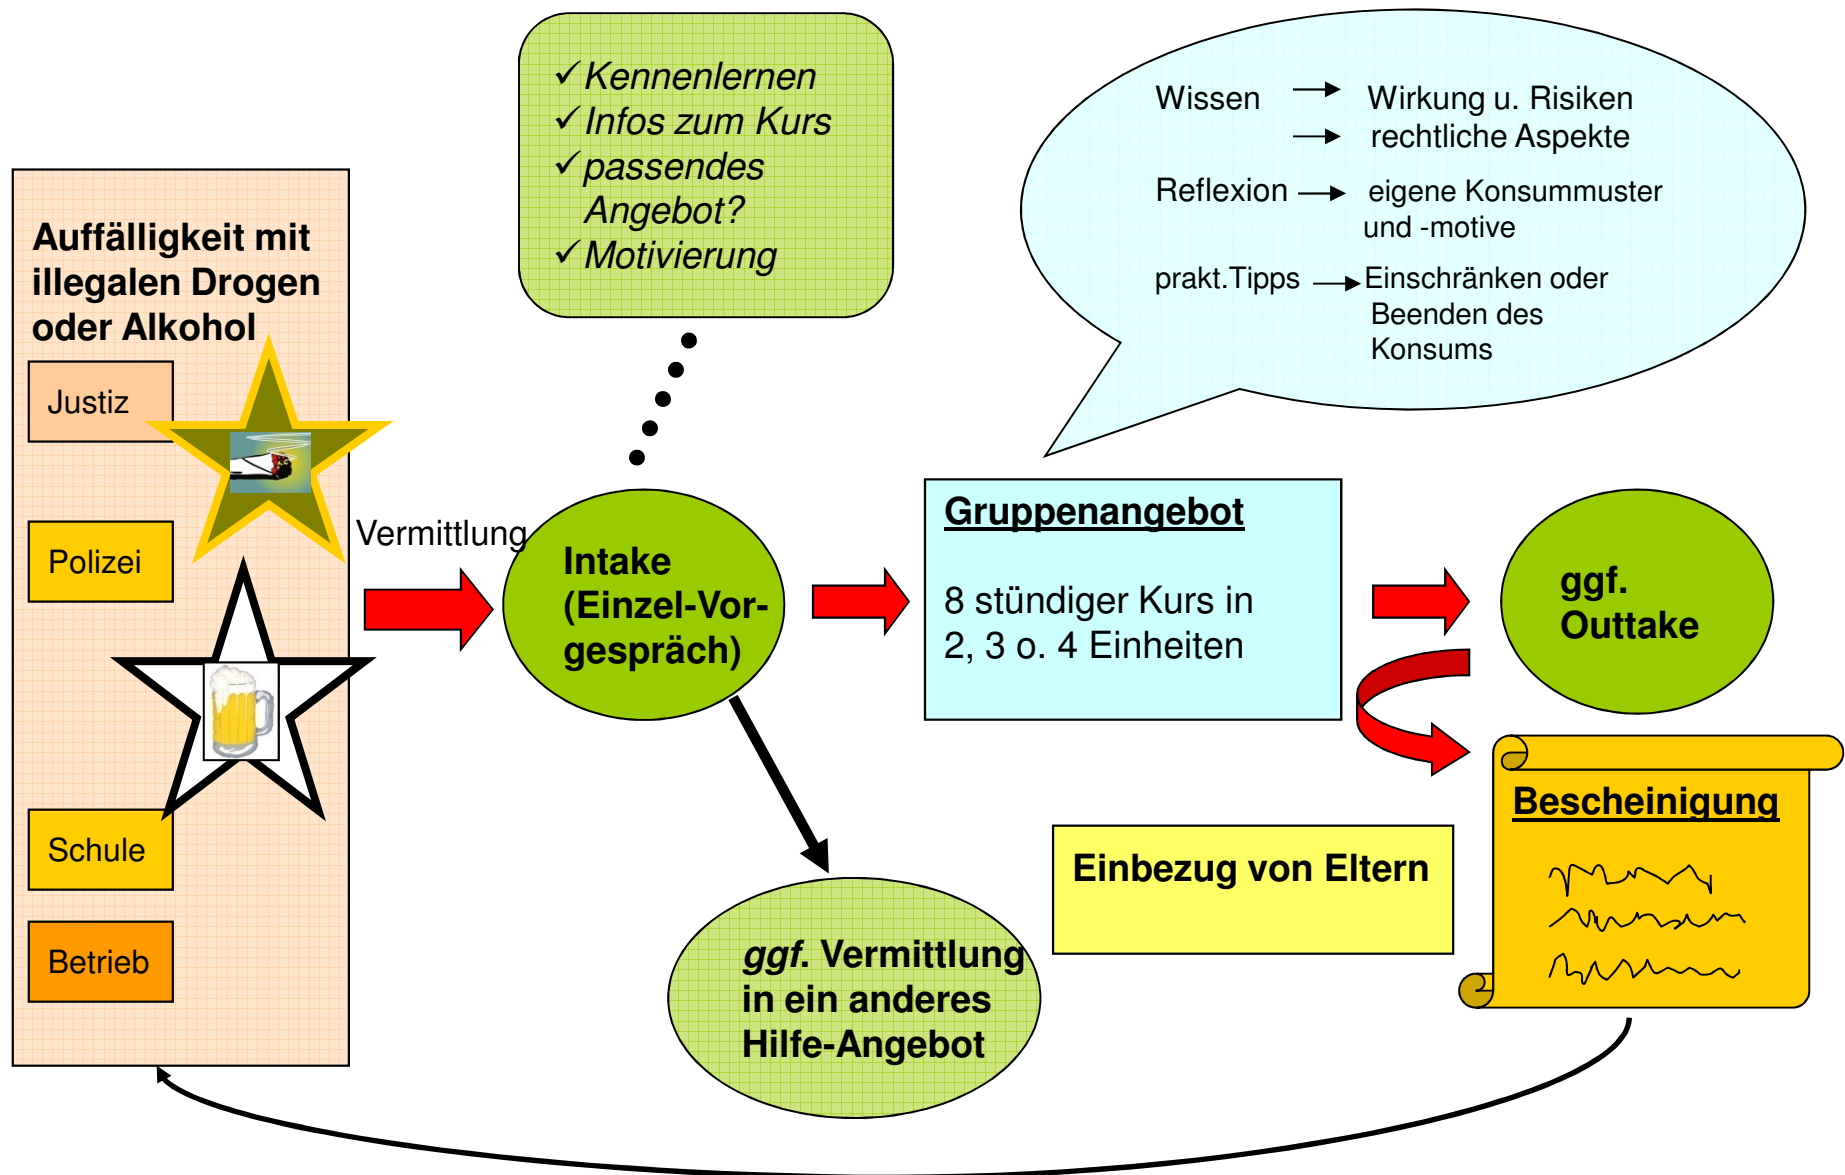 Auffälligkeit mit
illegalen Drogen
oder Alkohol
Justiz
Polizei
Schule
Betrieb
Vermittlung
Kennenlernen
Infos zum Kurs
passendes
Angebot?
Motivierung
Intake
(Einzel-Vor-
gespräch)
ggf. Vermittlung
in ein anderes
Hilfe-Angebot
Wissen Wirkung u. Risiken
rechtliche Aspekte
Reflexion eigene Konsummuster
und -motive
prakt.Tipps Einschränken oder
Beenden des
Konsums
Gruppenangebot
8 stündiger Kurs in
2, 3 o. 4 Einheiten
ggf.
Outtake
Einbezug von Eltern
Bescheinigung